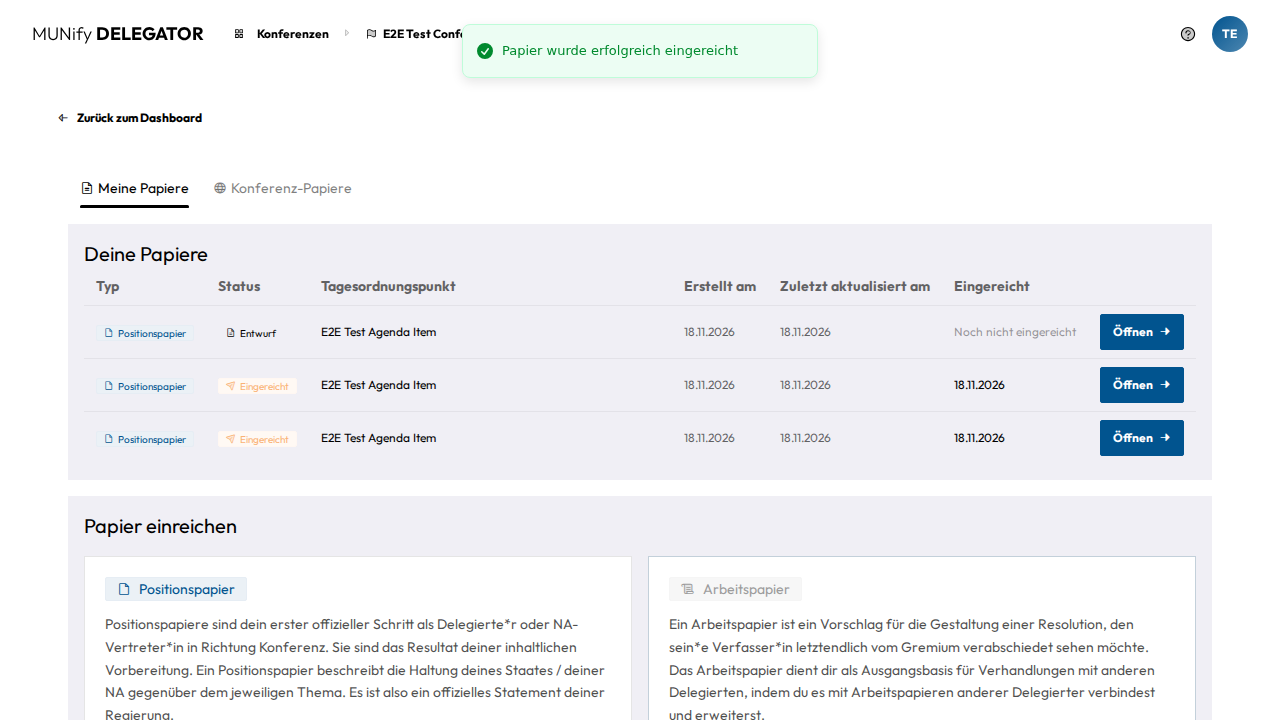 MUNify DELEGATOR
Konferenzen
E2E Test
TE
Papier wurde erfolgreich eingereicht
Zurück zum Dashboard
Meine Papiere
Konferenz-Papiere
Deine Papiere
Typ Status Tagesordnungspunkt Erstellt am Zuletzt aktualisiert am Eingereicht
Positionspapier Entwurf E2E Test Agenda Item 18.11.2026 18.11.2026 Noch nicht eingereicht Öffnen
Positionspapier Eingereicht E2E Test Agenda Item 18.11.2026 18.11.2026 18.11.2026 Öffnen
Positionspapier Eingereicht E2E Test Agenda Item 18.11.2026 18.11.2026 18.11.2026 Öffnen
Papier einreichen
Positionspapier
Positionspapiere sind dein erster offizieller Schritt als Delegierte*r oder NA-
Vertreter*in in Richtung Konferenz. Sie sind das Resultat deiner inhaltlichen
Vorbereitung. Ein Positionspapier beschreibt die Haltung deines Staates / deiner
NA gegenüber dem jeweiligen Thema. Es ist also ein offizielles Statement deiner
Regierung.
Arbeitspapier
Ein Arbeitspapier ist ein Vorschlag für die Gestaltung einer Resolution, den
sein*e Verfasser*in letztendlich vom Gremium verabschiedet sehen möchte.
Das Arbeitspapier dient dir als Ausgangsbasis für Verhandlungen mit anderen
Delegierten, indem du es mit Arbeitspapieren anderer Delegierter verbindest
und erweiterst.